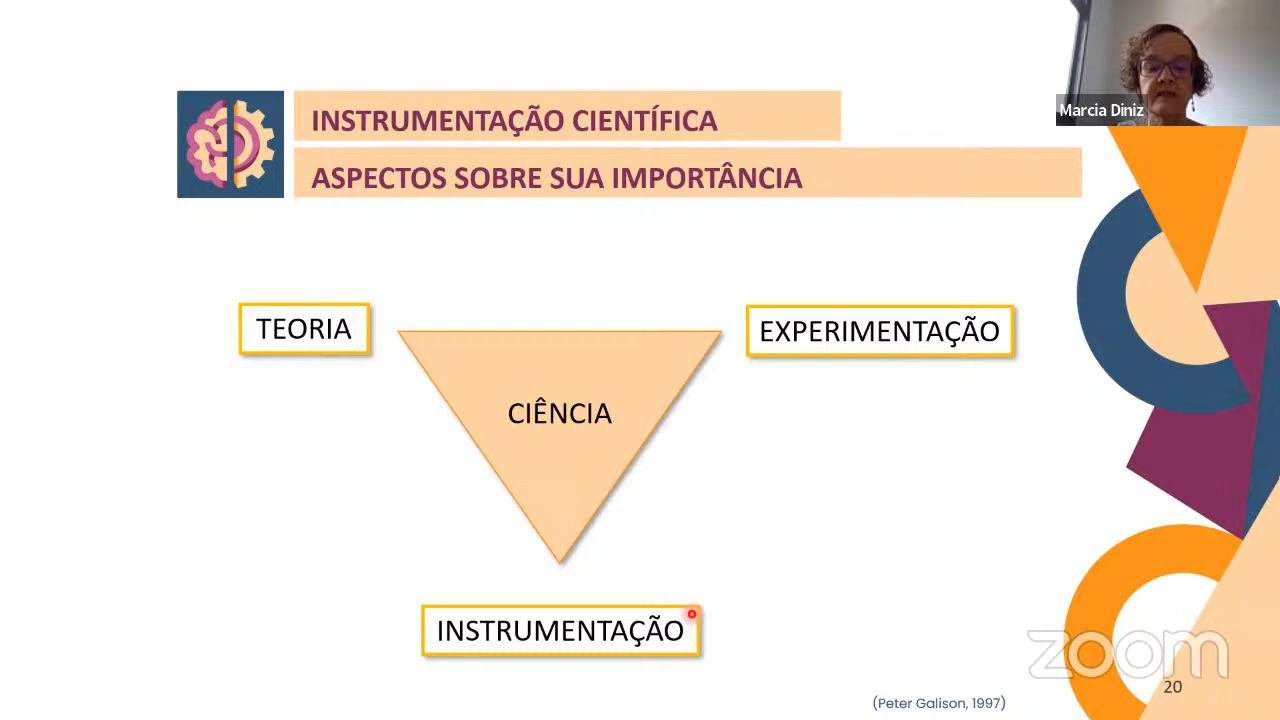 Marcia Diniz
INSTRUMENTAÇÃO CIENTÍFICA
ASPECTOS SOBRE SUA IMPORTÂNCIA
TEORIA
EXPERIMENTAÇÃO
CIÊNCIA
INSTRUMENTAÇÃO
zoom
20
(Peter Galison, 1997)